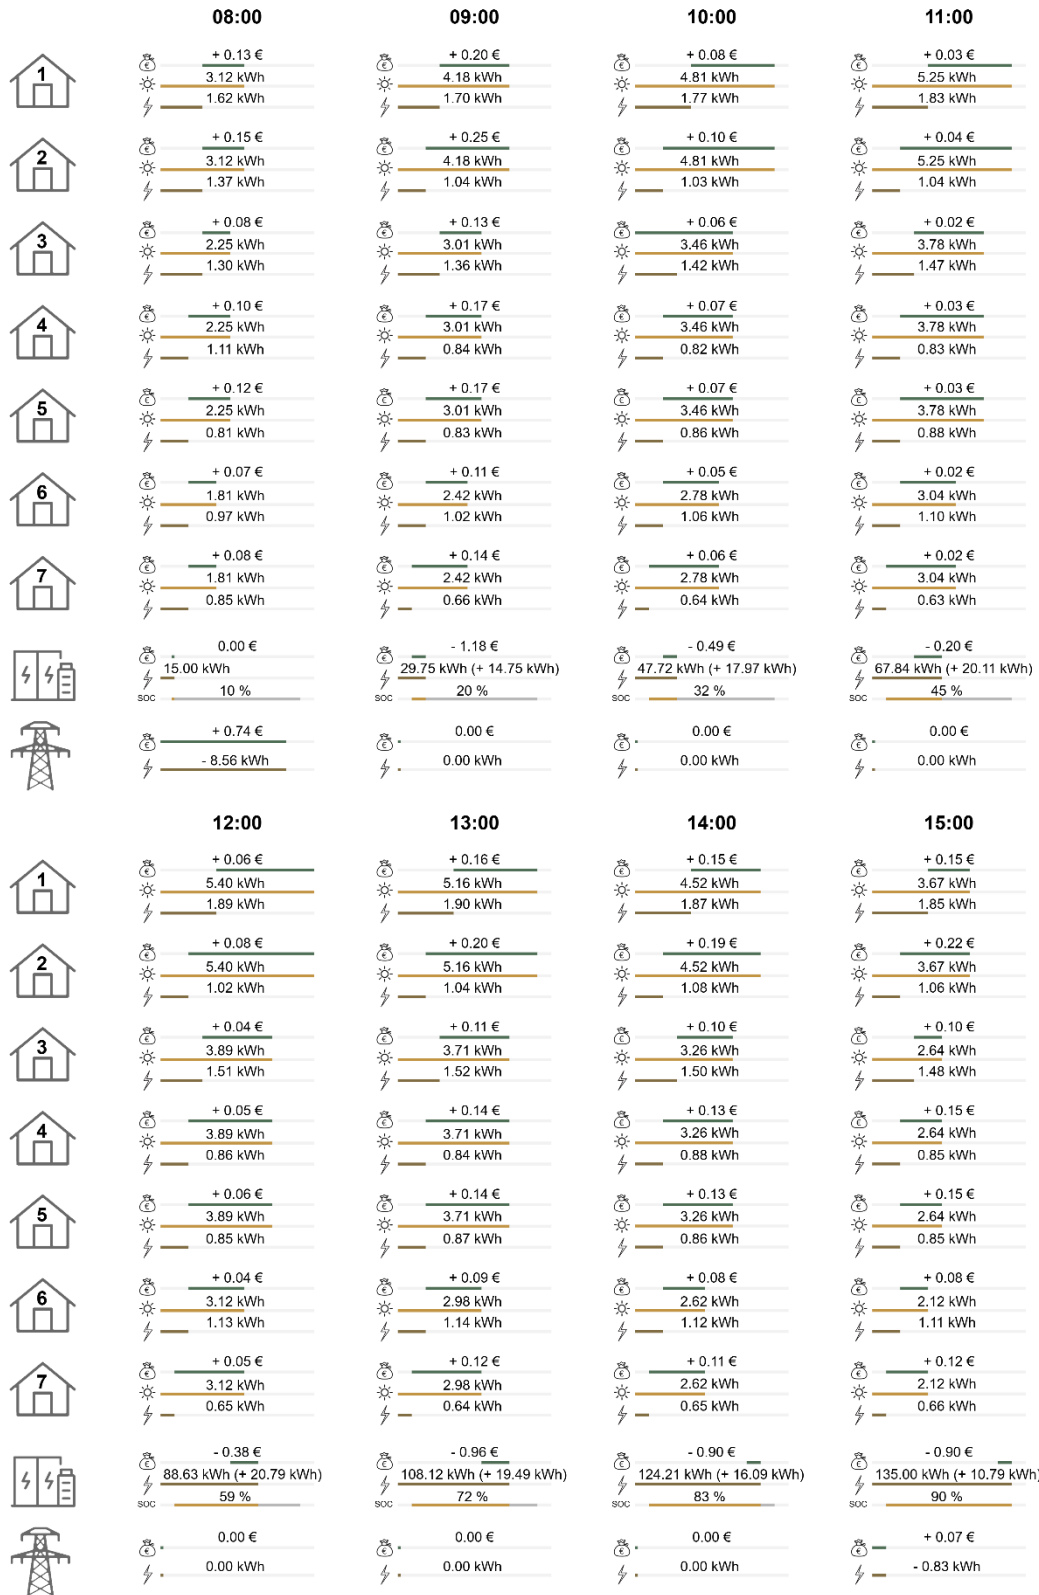 08:00 09:00 10:00 11:00
+ 0.13 € + 0.20 € + 0.08 € + 0.03 €
1 3.12 kWh 4.18 kWh 4.81 kWh 5.25 kWh
1.62 kWh 1.70 kWh 1.77 kWh 1.83 kWh
+ 0.15 € + 0.25 € + 0.10 € + 0.04 €
2 3.12 kWh 4.18 kWh 4.81 kWh 5.25 kWh
1.37 kWh 1.04 kWh 1.03 kWh 1.04 kWh
+ 0.08 € + 0.13 € + 0.06 € + 0.02 €
3 2.25 kWh 3.01 kWh 3.46 kWh 3.78 kWh
1.30 kWh 1.36 kWh 1.42 kWh 1.47 kWh
+ 0.10 € + 0.17 € + 0.07 € + 0.03 €
4 2.25 kWh 3.01 kWh 3.46 kWh 3.78 kWh
1.11 kWh 0.84 kWh 0.82 kWh 0.83 kWh
+ 0.12 € + 0.17 € + 0.07 € + 0.03 €
5 2.25 kWh 3.01 kWh 3.46 kWh 3.78 kWh
0.81 kWh 0.83 kWh 0.86 kWh 0.88 kWh
+ 0.07 € + 0.11 € + 0.05 € + 0.02 €
6 1.81 kWh 2.42 kWh 2.78 kWh 3.04 kWh
0.97 kWh 1.02 kWh 1.06 kWh 1.10 kWh
+ 0.08 € + 0.14 € + 0.06 € + 0.02 €
7 1.81 kWh 2.42 kWh 2.78 kWh 3.04 kWh
0.85 kWh 0.66 kWh 0.64 kWh 0.63 kWh
0.00 € - 1.18 € - 0.49 € - 0.20 €
15.00 kWh 29.75 kWh (+ 14.75 kWh) 47.72 kWh (+ 17.97 kWh) 67.84 kWh (+ 20.11 kWh)
SOC 10 % SOC 20 % SOC 32 % SOC 45 %
+ 0.74 € 0.00 € 0.00 € 0.00 €
- 8.56 kWh 0.00 kWh 0.00 kWh 0.00 kWh
12:00 13:00 14:00 15:00
+ 0.06 € + 0.16 € + 0.15 € + 0.15 €
1 5.40 kWh 5.16 kWh 4.52 kWh 3.67 kWh
1.89 kWh 1.90 kWh 1.87 kWh 1.85 kWh
+ 0.08 € + 0.20 € + 0.19 € + 0.22 €
2 5.40 kWh 5.16 kWh 4.52 kWh 3.67 kWh
1.02 kWh 1.04 kWh 1.08 kWh 1.06 kWh
+ 0.04 € + 0.11 € + 0.10 € + 0.10 €
3 3.89 kWh 3.71 kWh 3.26 kWh 2.64 kWh
1.51 kWh 1.52 kWh 1.50 kWh 1.48 kWh
+ 0.05 € + 0.14 € + 0.13 € + 0.15 €
4 3.89 kWh 3.71 kWh 3.26 kWh 2.64 kWh
0.86 kWh 0.84 kWh 0.88 kWh 0.85 kWh
+ 0.06 € + 0.14 € + 0.13 € + 0.15 €
5 3.89 kWh 3.71 kWh 3.26 kWh 2.64 kWh
0.85 kWh 0.87 kWh 0.86 kWh 0.85 kWh
+ 0.04 € + 0.09 € + 0.08 € + 0.08 €
6 3.12 kWh 2.98 kWh 2.62 kWh 2.12 kWh
1.13 kWh 1.14 kWh 1.12 kWh 1.11 kWh
+ 0.05 € + 0.12 € + 0.11 € + 0.12 €
7 3.12 kWh 2.98 kWh 2.62 kWh 2.12 kWh
0.65 kWh 0.64 kWh 0.65 kWh 0.66 kWh
- 0.38 € - 0.96 € - 0.90 € - 0.90 €
88.63 kWh (+ 20.79 kWh) 108.12 kWh (+ 19.49 kWh) 124.21 kWh (+ 16.09 kWh) 135.00 kWh (+ 10.79 kWh)
SOC 59 % SOC 72 % SOC 83 % SOC 90 %
0.00 € 0.00 € 0.00 € + 0.07 €
0.00 kWh 0.00 kWh 0.00 kWh - 0.83 kWh